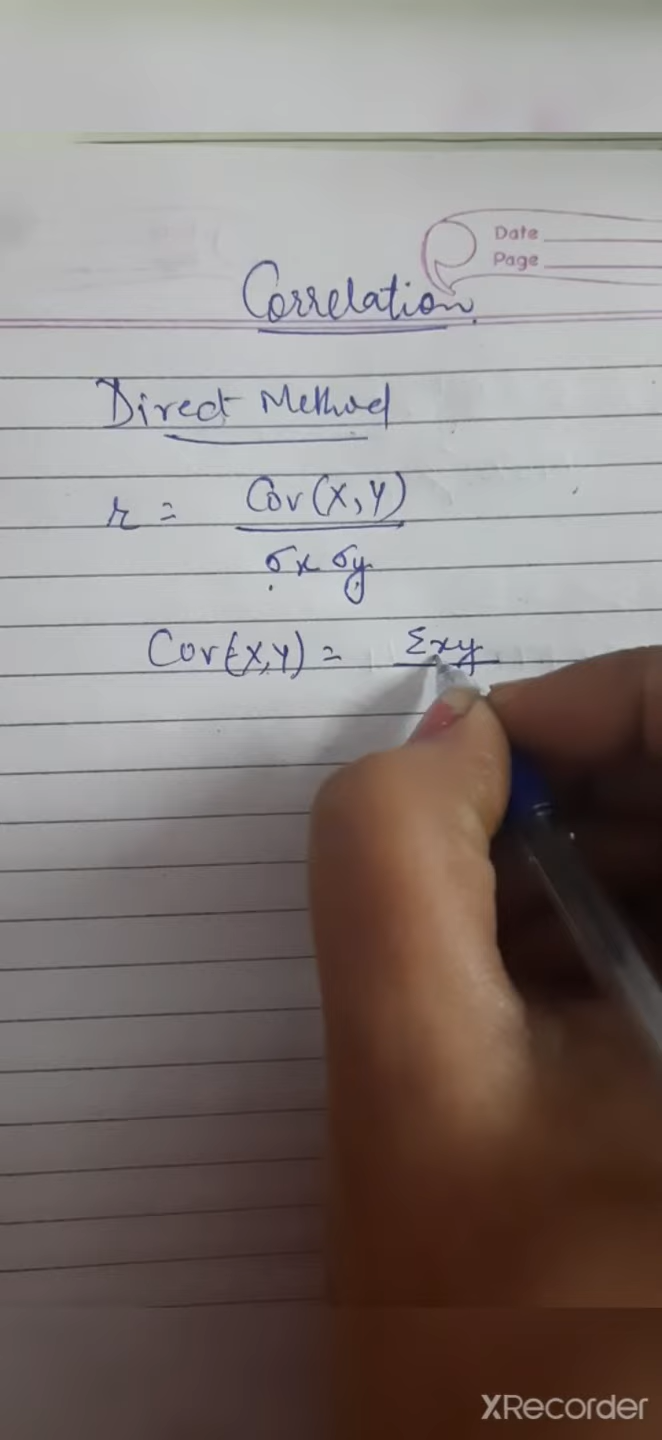 Date
Page
Correlation
Direct Method
r = Cov(X,Y)
σx σy
Cov(X,Y) = Σxy
XRecorder